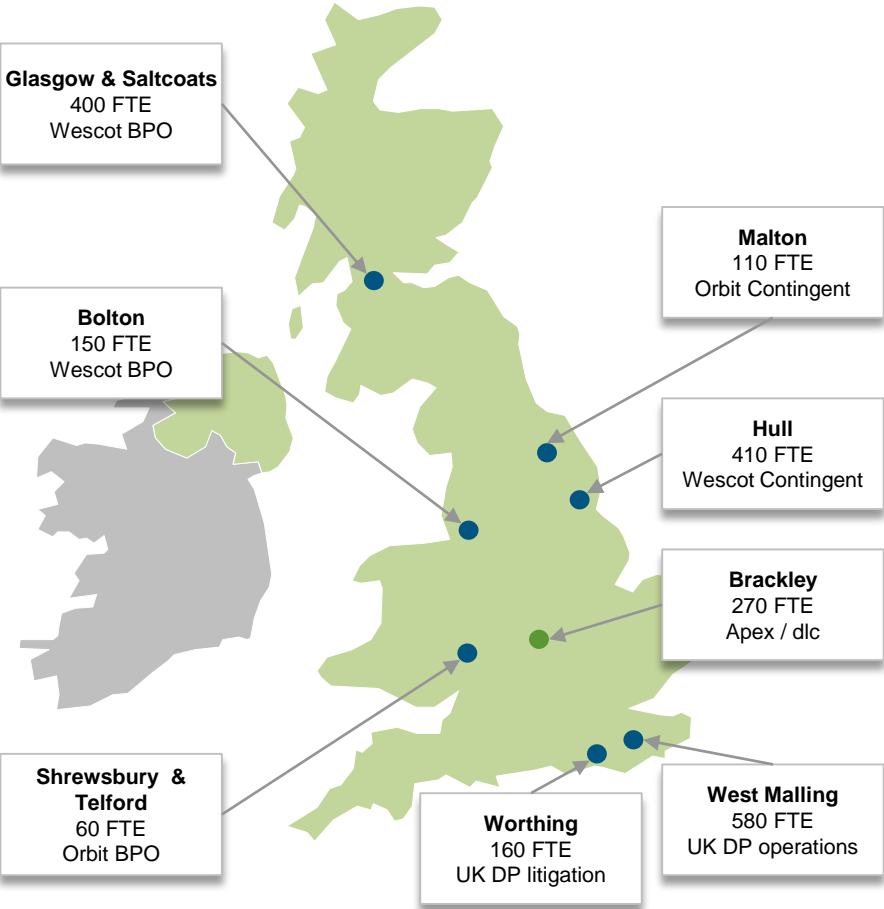 Glasgow & Saltcoats
400 FTE
Wescot BPO
Malton
110 FTE
Orbit Contingent
Bolton
150 FTE
Wescot BPO
Hull
410 FTE
Wescot Contingent
Brackley
270 FTE
Apex / dlc
Shrewsbury &
Telford
60 FTE
Orbit BPO
Worthing
160 FTE
UK DP litigation
West Malling
580 FTE
UK DP operations